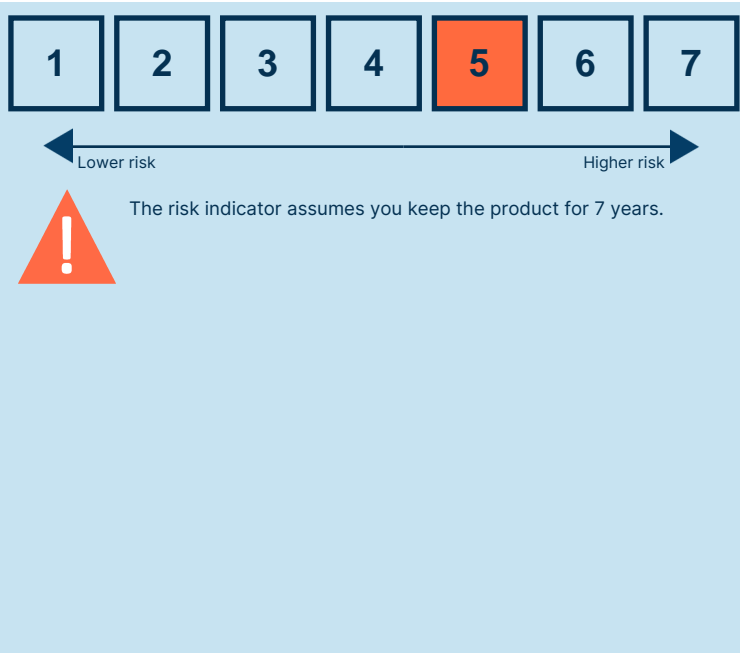 1 2 3 4 5 6 7
Lower risk Higher risk
!
The risk indicator assumes you keep the product for 7 years.